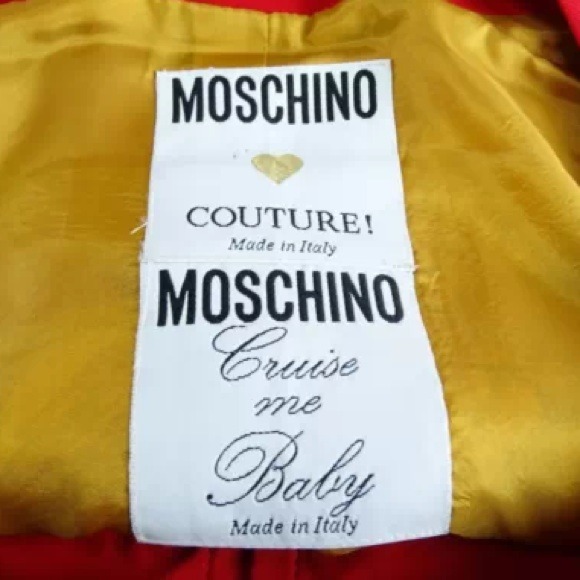 MOSCHINO
COUTURE!
Made in Italy
MOSCHINO
Cruise
me
Baby
Made in Italy